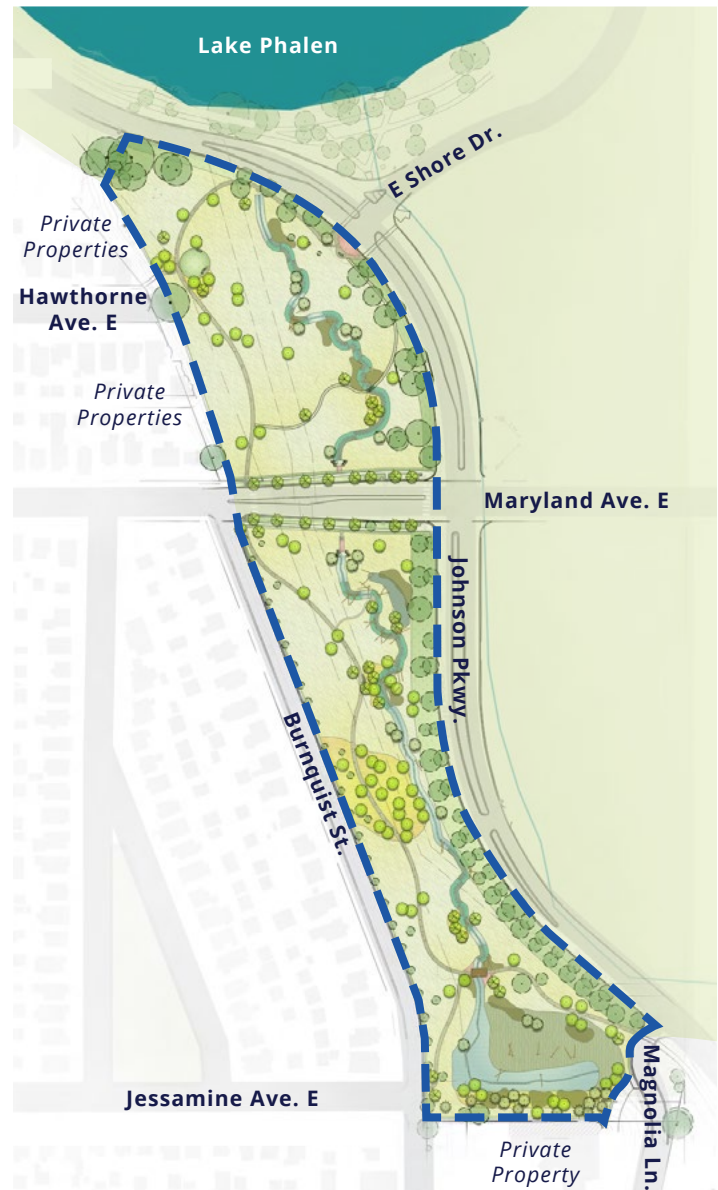 Lake Phalen
E Shore Dr.
Private
Properties
Hawthorne
Ave. E
Private
Properties
Maryland Ave. E
Johnson Pkwy.
Burnquist St.
Jessamine Ave. E
Magnolia Ln.
Private
Property